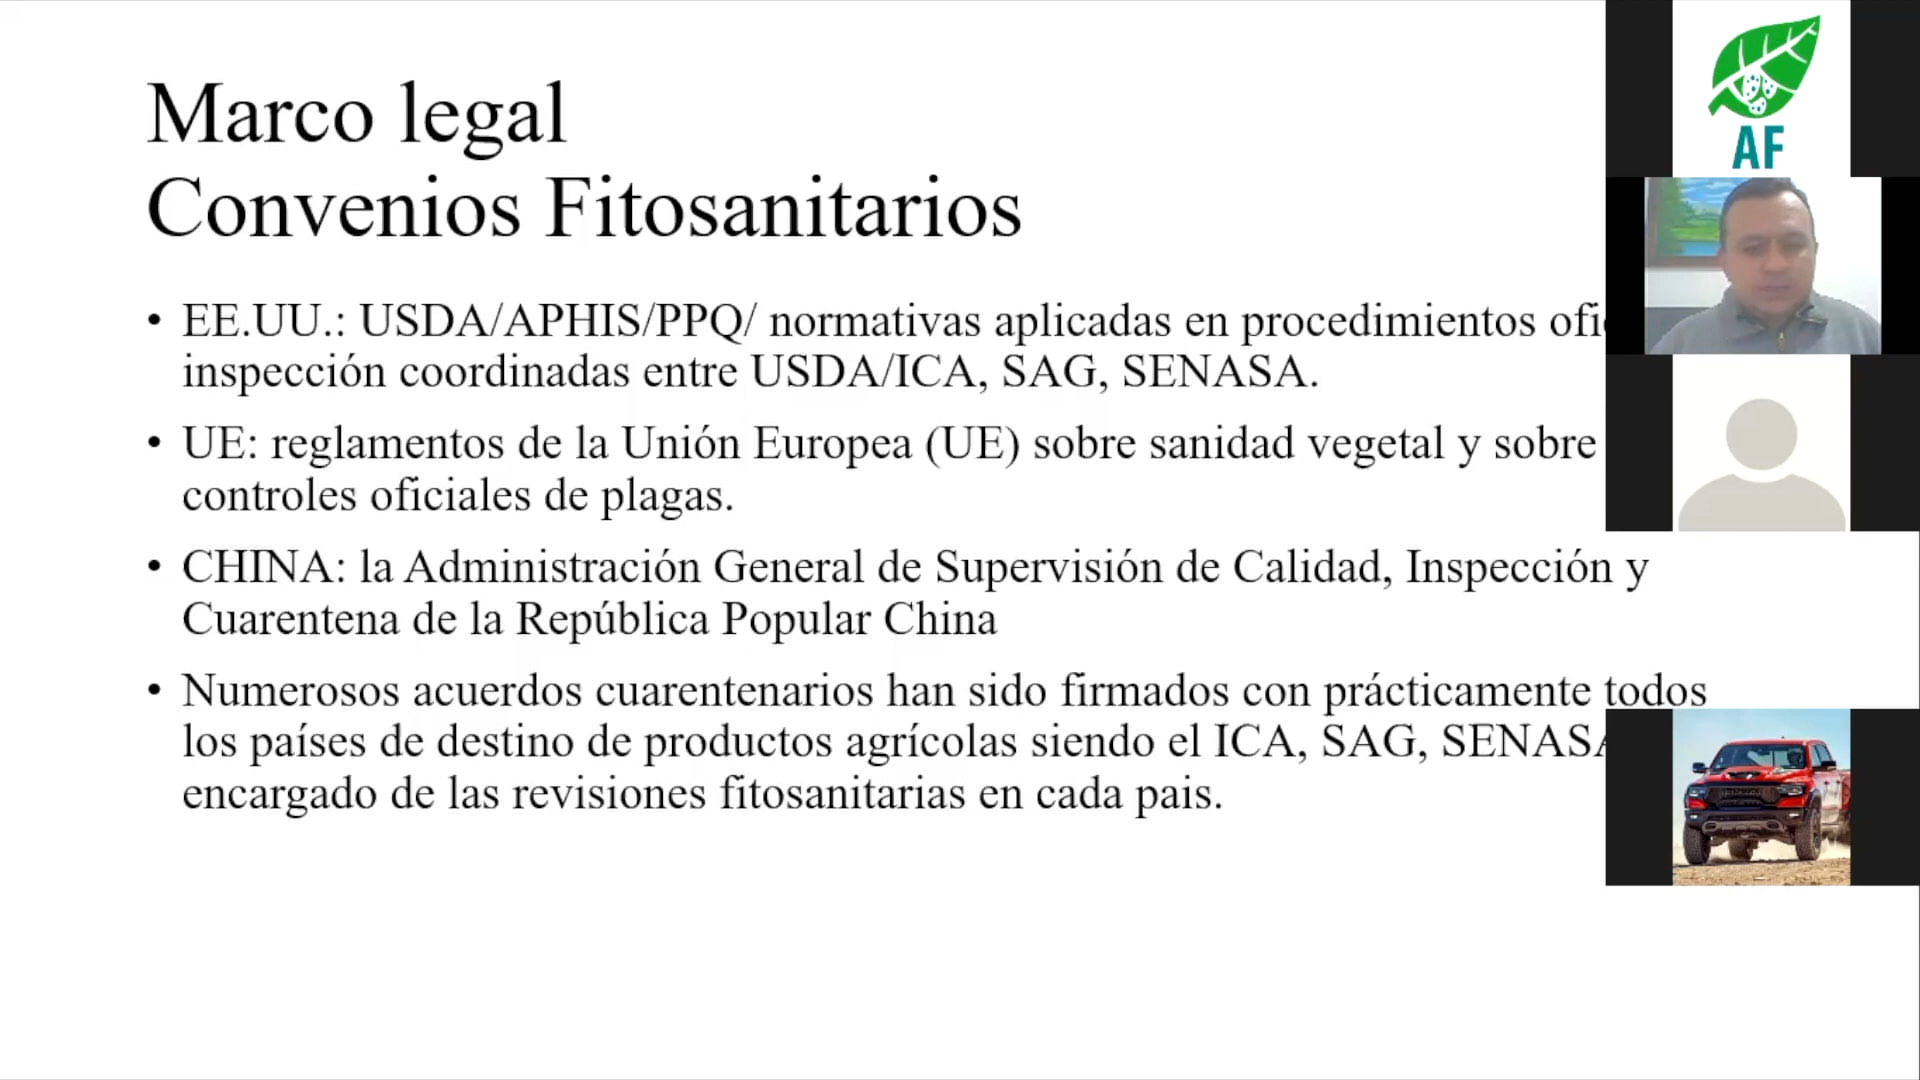 Marco legal
Convenios Fitosanitarios
• EE.UU.: USDA/APHIS/PPQ/ normativas aplicadas en procedimientos
inspección coordinadas entre USDA/ICA, SAG, SENASA.
• UE: reglamentos de la Unión Europea (UE) sobre sanidad vegetal y sobre
controles oficiales de plagas.
• CHINA: la Administración General de Supervisión de Calidad, Inspección y
Cuarentena de la República Popular China
• Numerosos acuerdos cuarentenarios han sido firmados con prácticamente todos
los países de destino de productos agrícolas siendo el ICA, SAG, SENASA
encargado de las revisiones fitosanitarias en cada pais.
AF